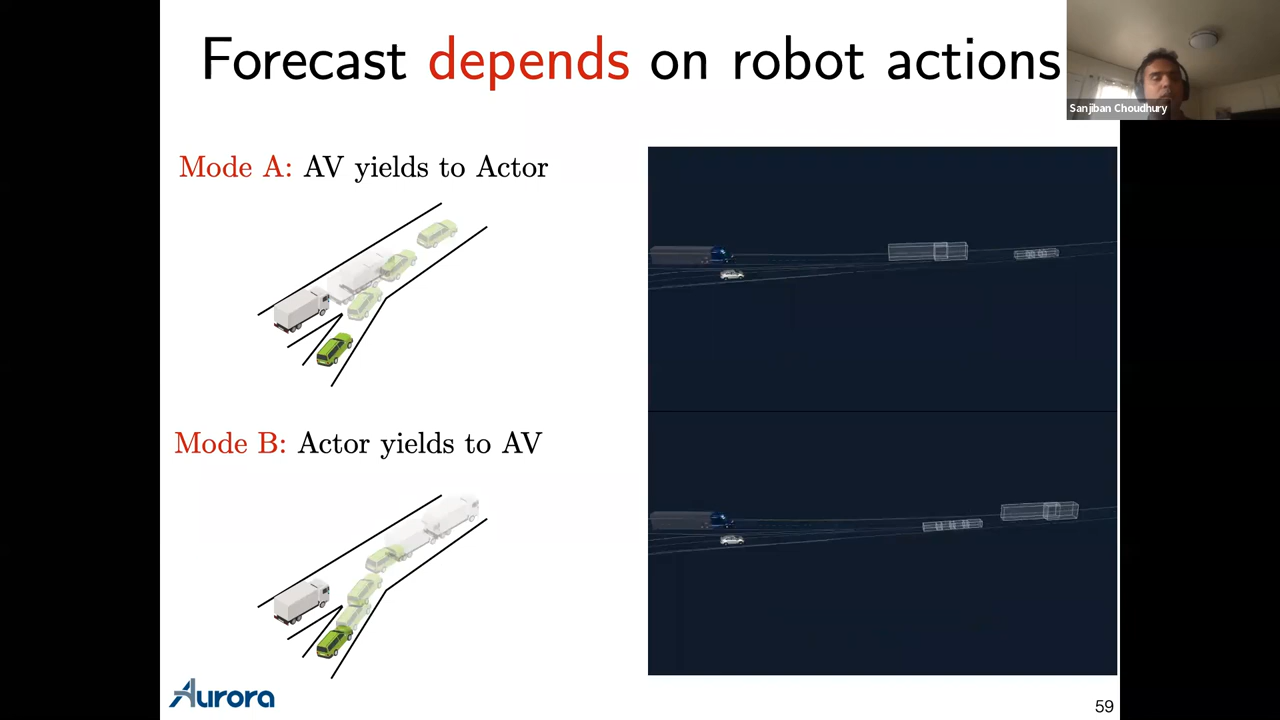 Forecast depends on robot actions
Sanjiban Choudhury
Mode A: AV yields to Actor
Mode B: Actor yields to AV
Aurora
59